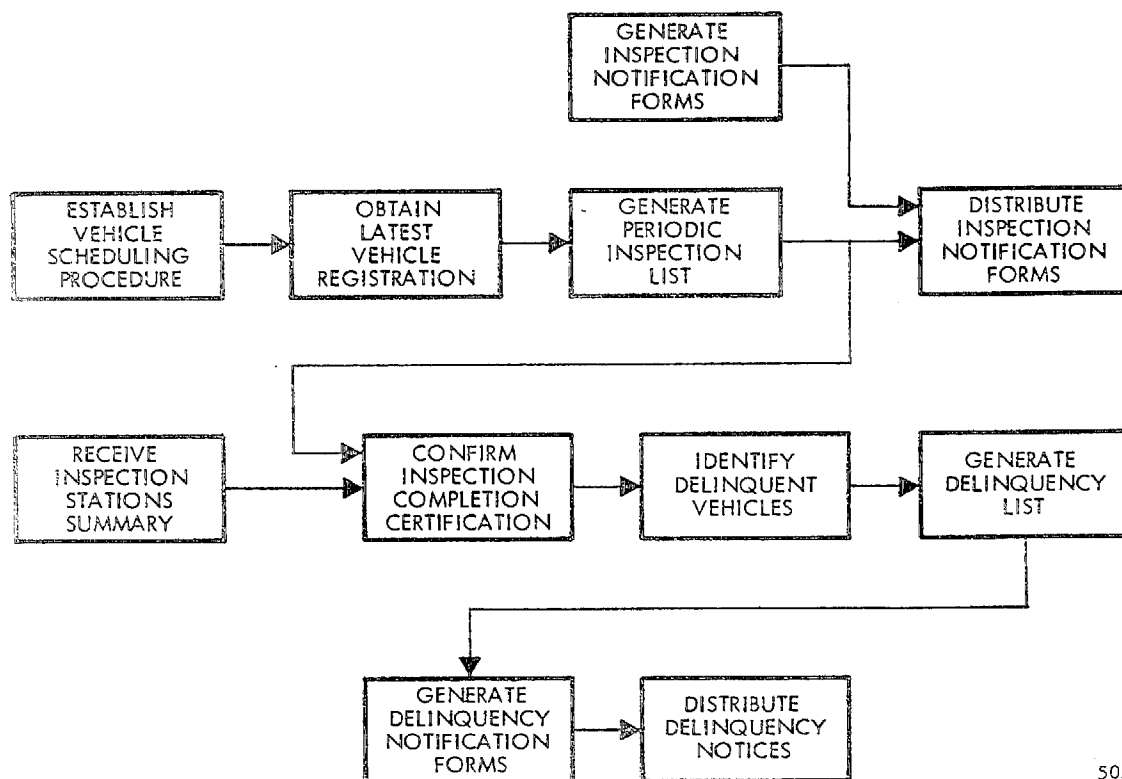 GENERATE
INSPECTION
NOTIFICATION
FORMS
ESTABLISH
VEHICLE
SCHEDULING
PROCEDURE
OBTAIN
LATEST
VEHICLE
REGISTRATION
GENERATE
PERIODIC
INSPECTION
LIST
DISTRIBUTE
INSPECTION
NOTIFICATION
FORMS
RECEIVE
INSPECTION
STATIONS
SUMMARY
CONFIRM
INSPECTION
COMPLETION
CERTIFICATION
IDENTIFY
DELINQUENT
VEHICLES
GENERATE
DELINQUENCY
LIST
GENERATE
DELINQUENCY
NOTIFICATION
FORMS
DISTRIBUTE
DELINQUENCY
NOTICES